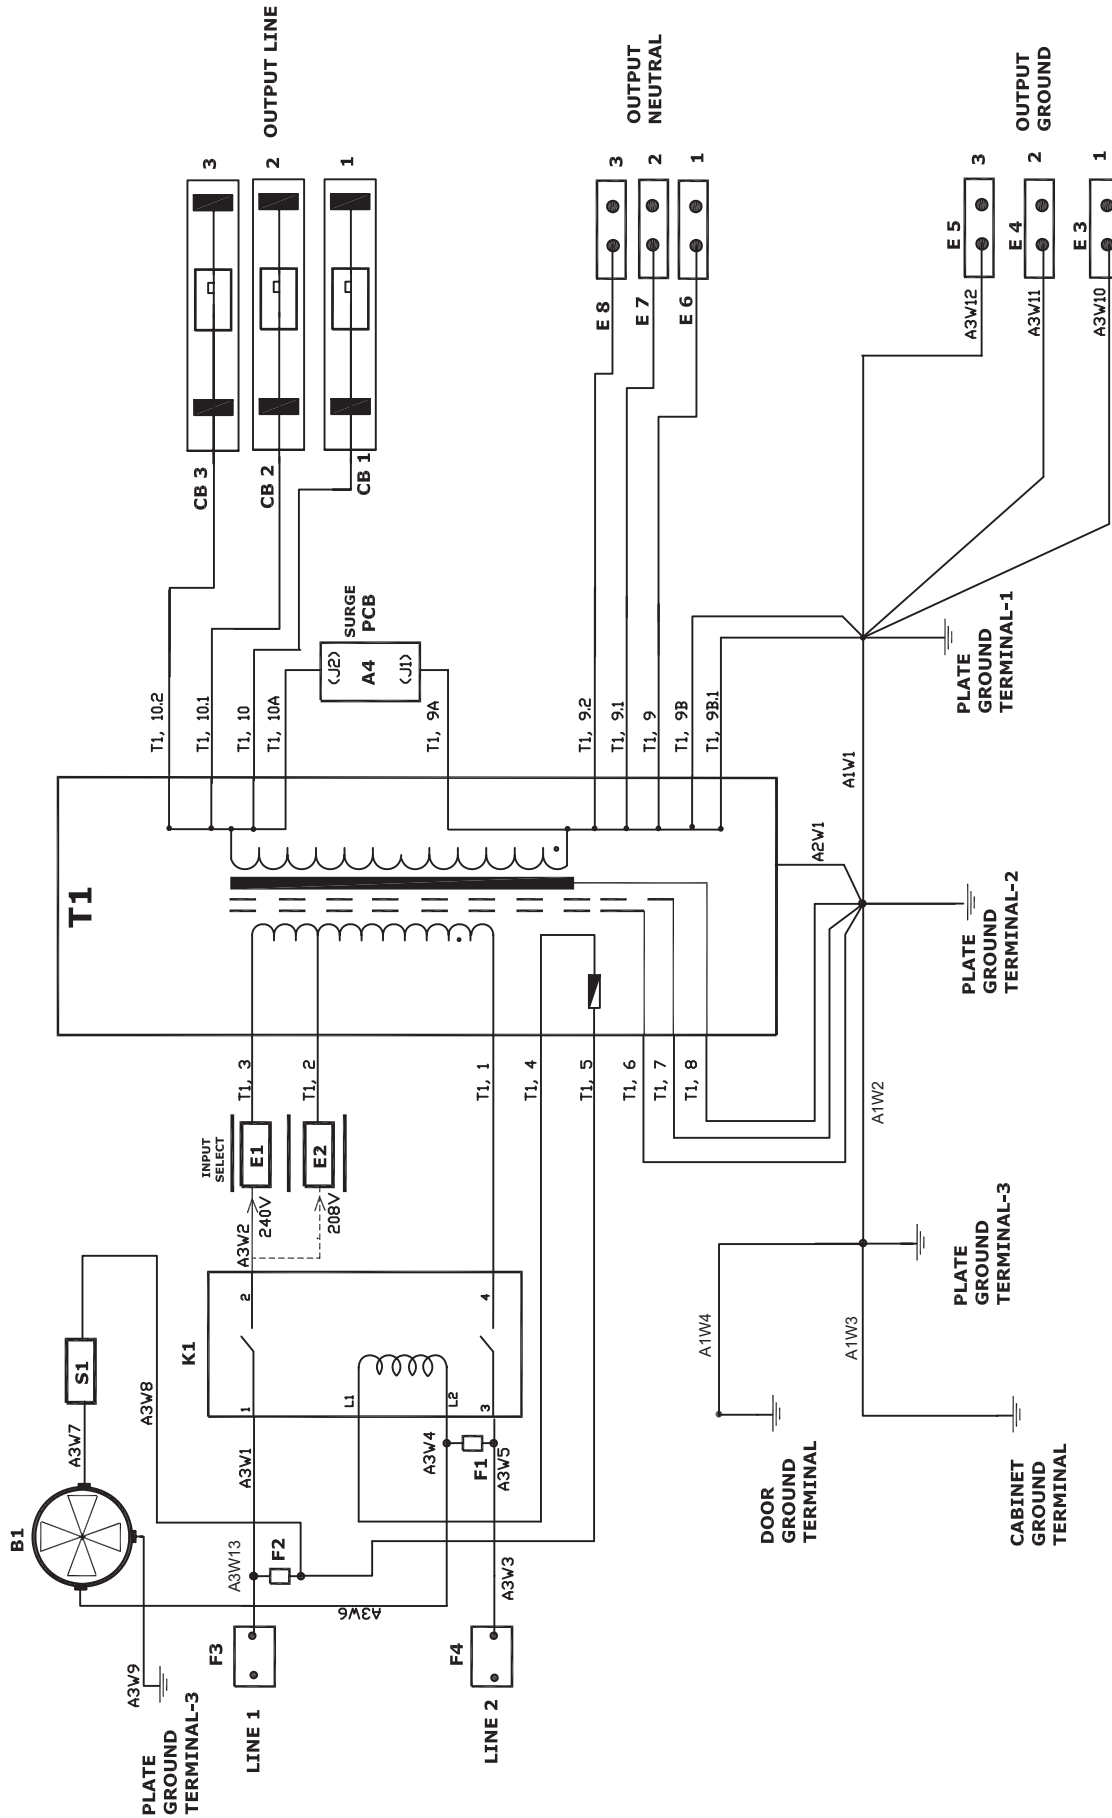 B1
A3W7
S1
A3W8
A3W9
PLATE
GROUND
TERMINAL-3
A3W13
F2
A3W6
F3
LINE 1
F4
LINE 2
A3W3
A3W1
A3W4
F1
A3W5
K1
1
2
L1
L2
3
4
A3W2
240V
208V
INPUT
SELECT
E1
E2
T1, 3
T1, 2
T1, 1
T1, 4
T1, 5
T1, 6
T1, 7
T1, 8
T1
T1, 10.2
T1, 10.1
T1, 10
T1, 10A
T1, 9A
T1, 9.2
T1, 9.1
T1, 9
T1, 9B
T1, 9B.1
SURGE
PCB
(J2)
A4
(J1)
CB 3
CB 2
CB 1
3
2
1
OUTPUT LINE
E 8
E 7
E 6
3
2
1
OUTPUT
NEUTRAL
A3W12
A3W11
A3W10
E 5
E 4
E 3
3
2
1
OUTPUT
GROUND
PLATE
GROUND
TERMINAL-1
A1W1
A2W1
PLATE
GROUND
TERMINAL-2
A1W2
PLATE
GROUND
TERMINAL-3
A1W4
A1W3
DOOR
GROUND
TERMINAL
CABINET
GROUND
TERMINAL